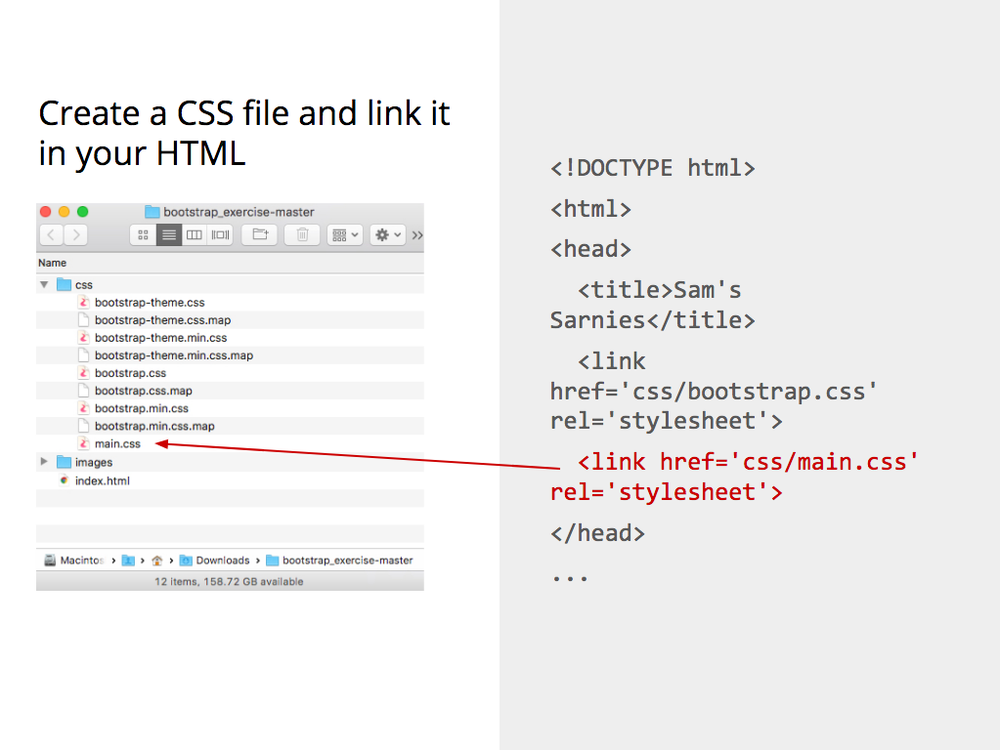 Create a CSS file and link it
in your HTML
bootstrap_exercise-master
Name
css
bootstrap-theme.css
bootstrap-theme.css.map
bootstrap-theme.min.css
bootstrap-theme.min.css.map
bootstrap.css
bootstrap.css.map
bootstrap.min.css
bootstrap.min.css.map
main.css
images
index.html
Macintos › › › Downloads › bootstrap_exercise-master
12 items, 158.72 GB available
<!DOCTYPE html>
<html>
<head>
<title>Sam's
Sarnies</title>
<link
href='css/bootstrap.css'
rel='stylesheet'>
<link href='css/main.css'
rel='stylesheet'>
</head>
...